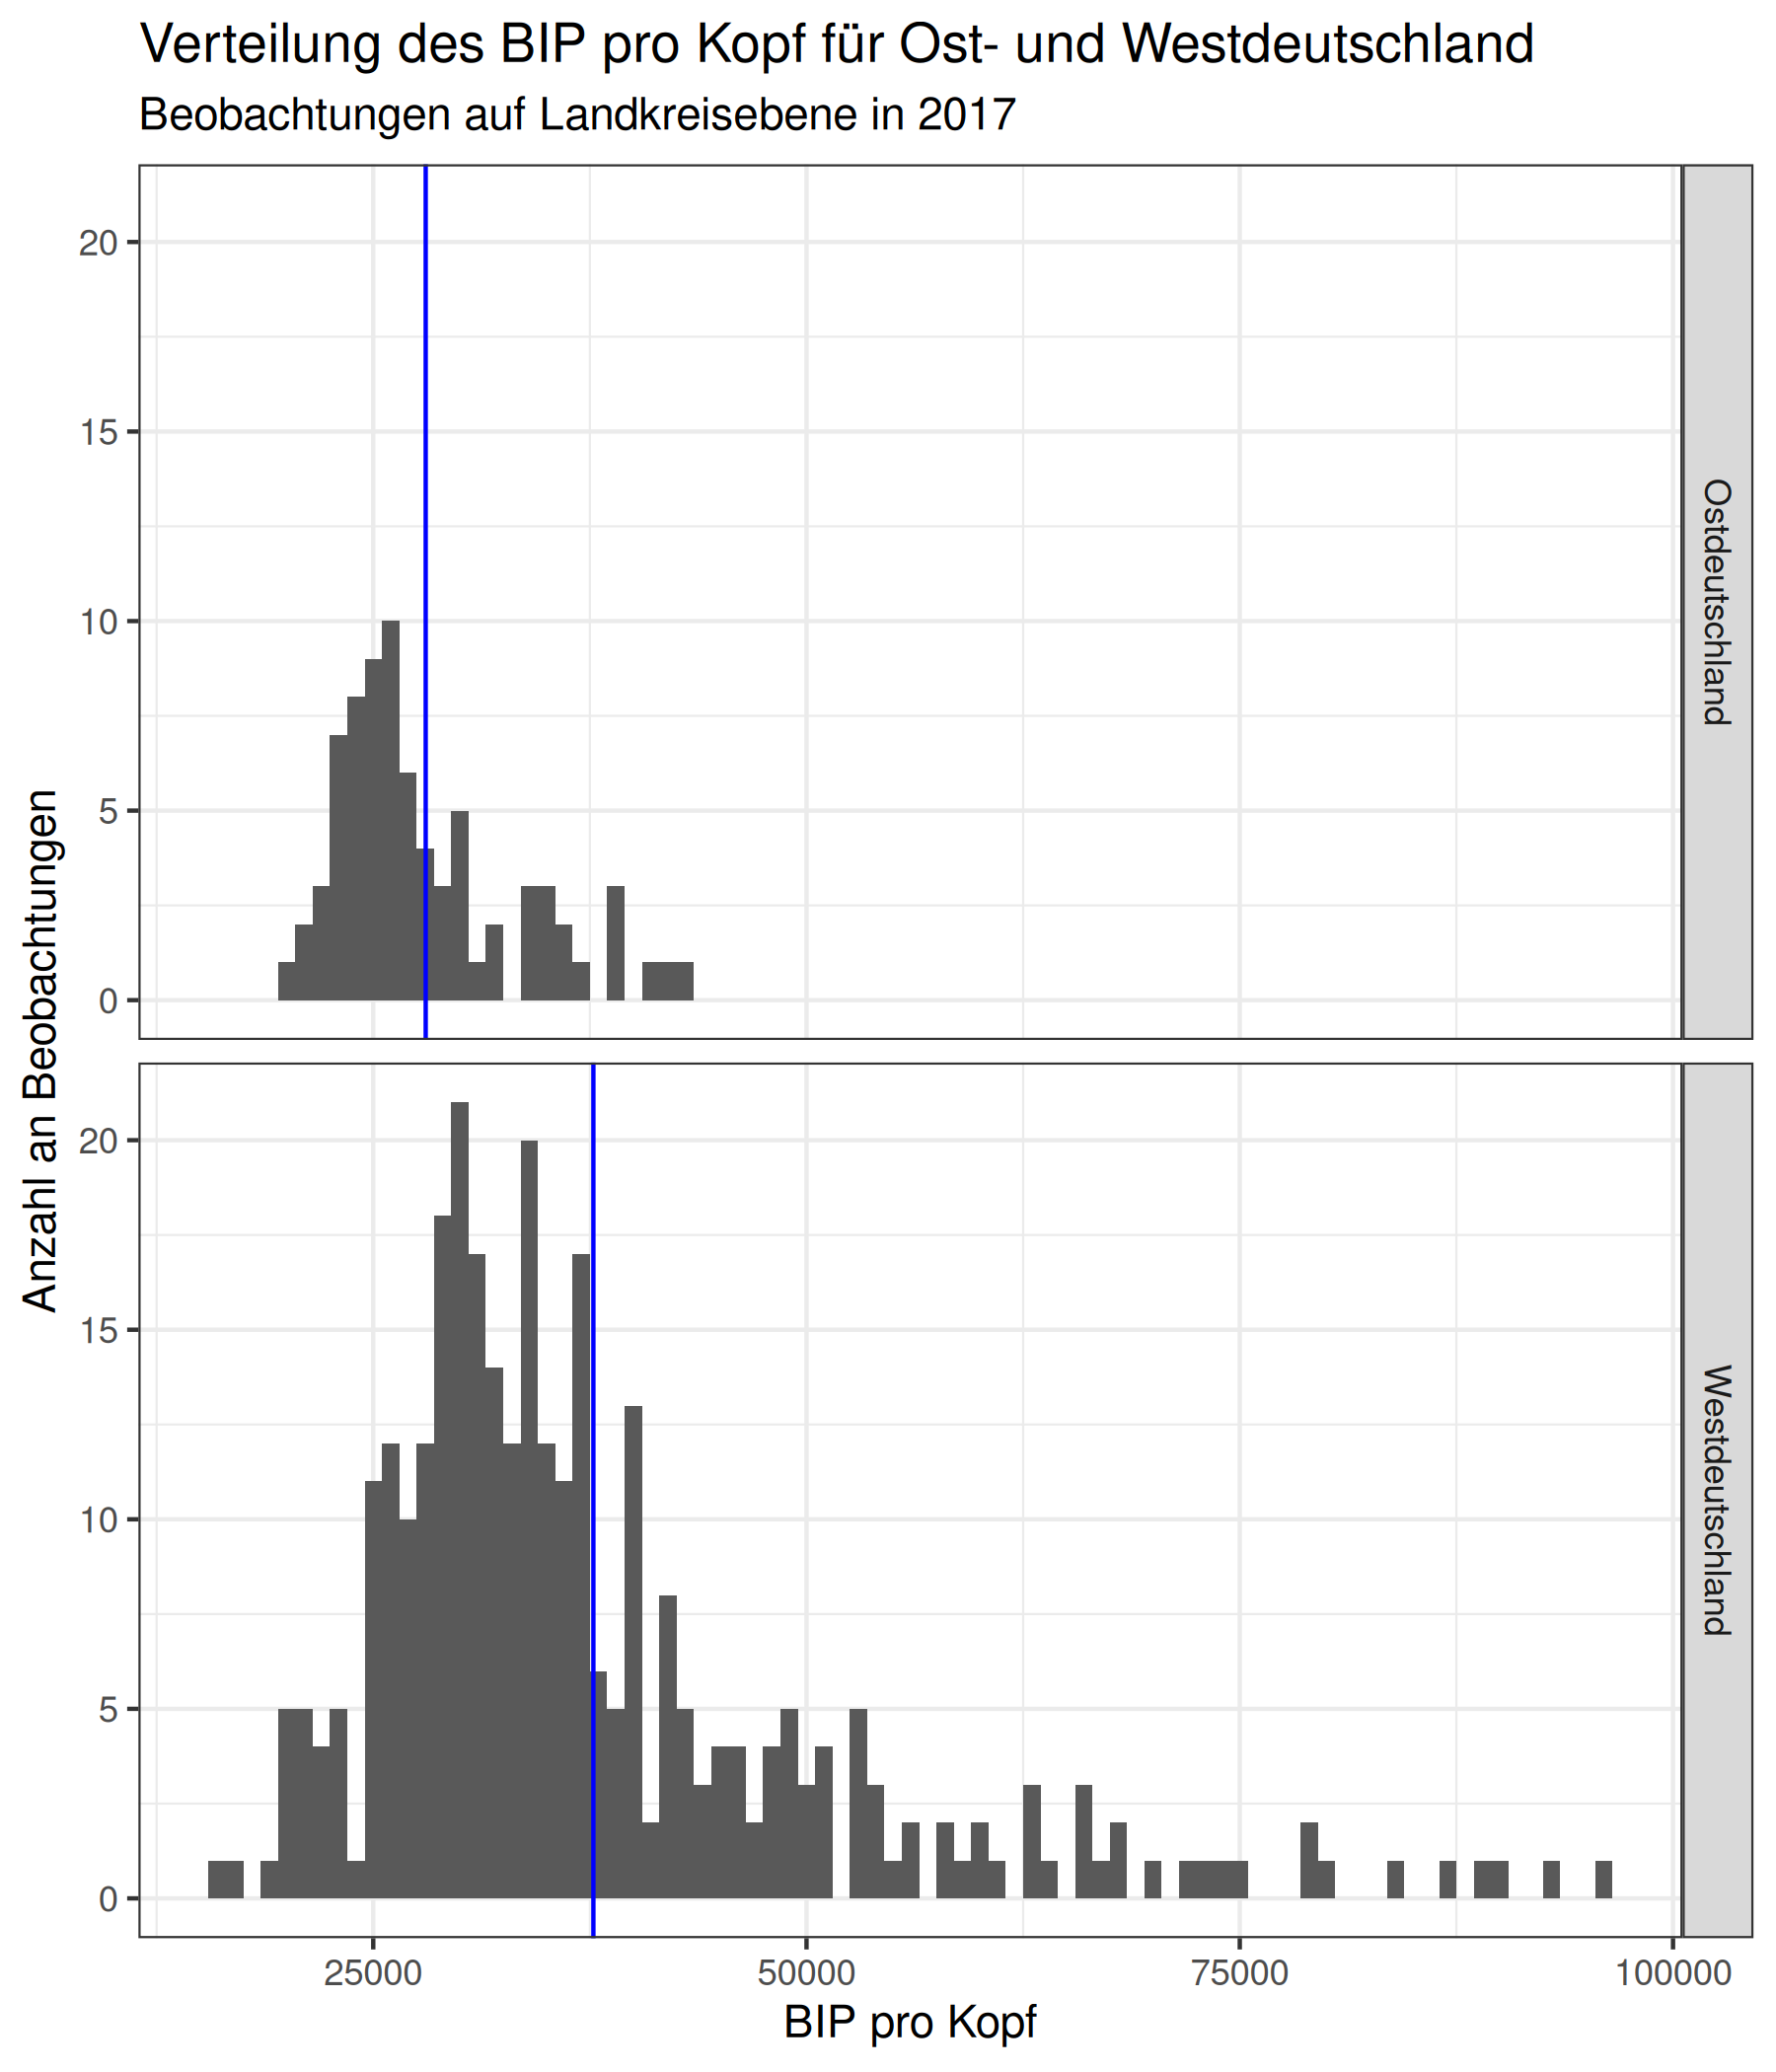 Verteilung des BIP pro Kopf für Ost- und Westdeutschland
Beobachtungen auf Landkreisebene in 2017
Anzahl an Beobachtungen
20
15
10
5
0
Ostdeutschland
20
15
10
5
0
Westdeutschland
25000
50000
75000
100000
BIP pro Kopf